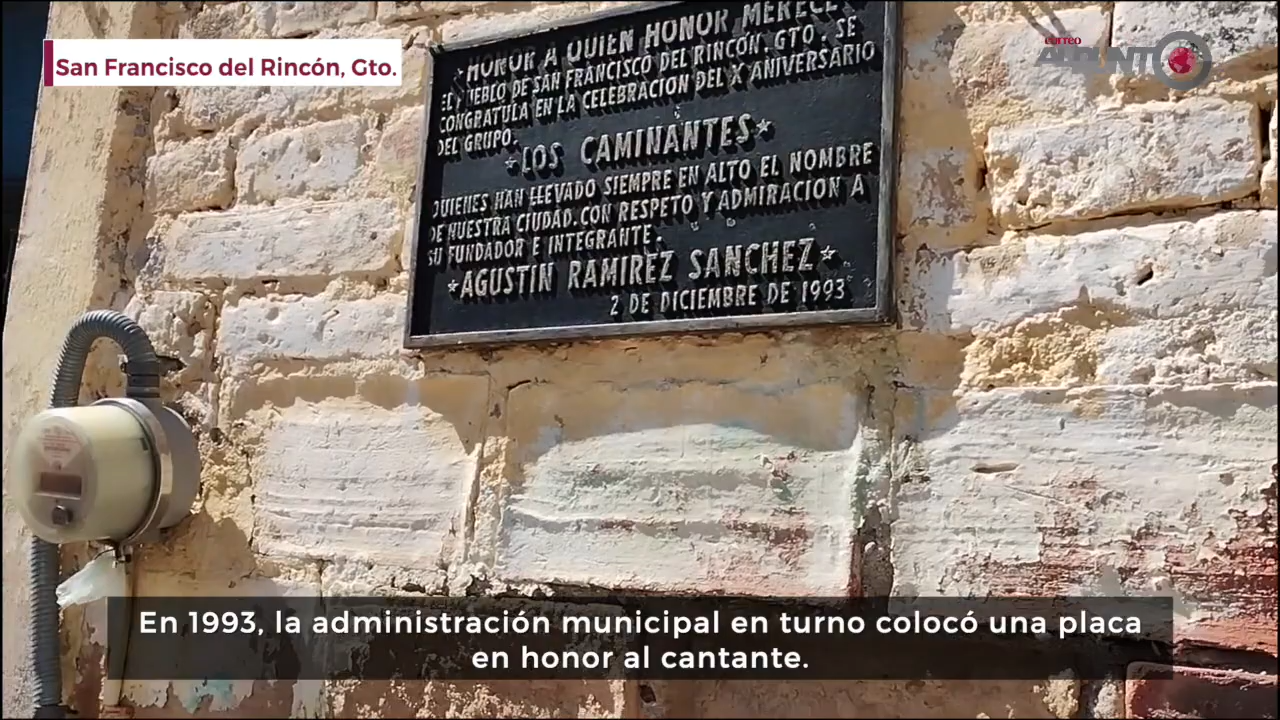 San Francisco del Rincón, Gto.
correo
APUNTO
★HONOR A QUIEN HONOR MERECE
EL PUEBLO DE SAN FRANCISCO DEL RINCÓN, GTO. SE
CONGRATULA EN LA CELEBRACION DEL X ANIVERSARIO
DEL GRUPO.
★LOS CAMINANTES★
QUIENES HAN LLEVADO SIEMPRE EN ALTO EL NOMBRE
DE NUESTRA CIUDAD. CON RESPETO Y ADMIRACION A
SU FUNDADOR E INTEGRANTE.
★AGUSTIN RAMIREZ SANCHEZ★
2 DE DICIEMBRE DE 1993
En 1993, la administración municipal en turno colocó una placa
en honor al cantante.